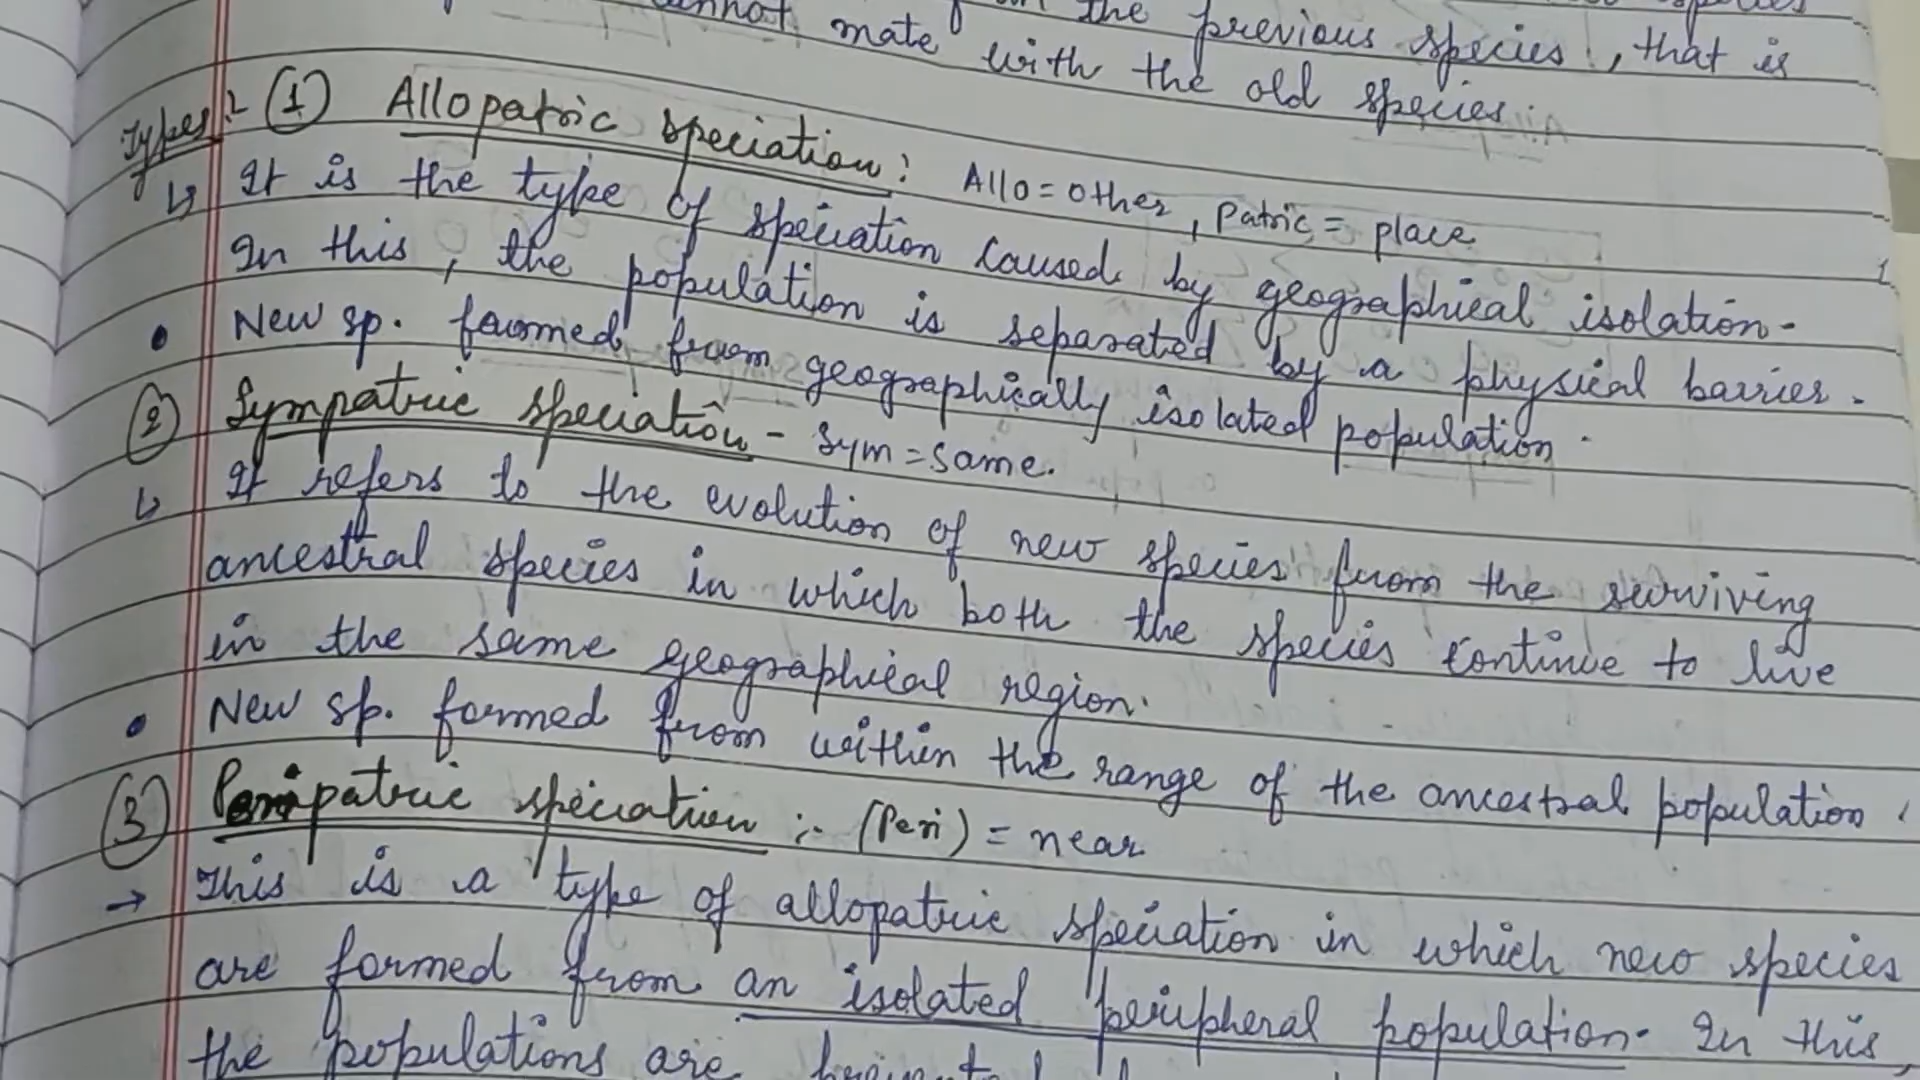 the previous species, that is
cannot mate with the old species.
Types:- (1) Allopatric speciation: Allo = other, patric = place
↳ It is the type of speciation caused by geographical isolation.
In this, the population is separated by a physical barrier.
• New sp. formed from geographically isolated population.
(2) Sympatric speciation - Sym = same.
↳ It refers to the evolution of new species from the surviving
ancestral species in which both the species continue to live
in the same geographical region.
• New sp. formed from within the range of the ancestral population.
(3) Peripatric speciation :- (Peri) = near
→ This is a type of allopatric speciation in which new species
are formed from an isolated peripheral population. In this,
the populations are